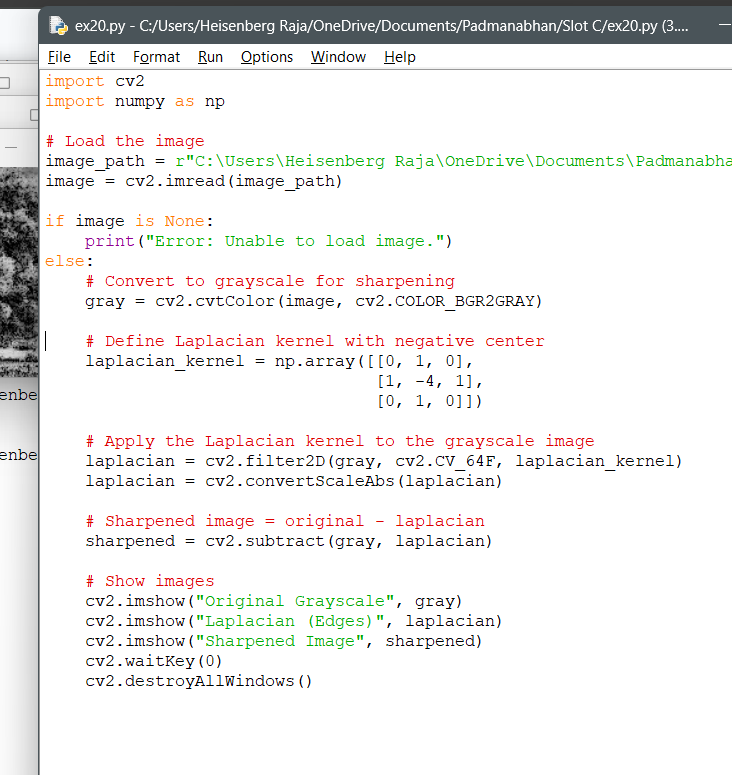 ex20.py - C:/Users/Heisenberg Raja/OneDrive/Documents/Padmanabhan/Slot C/ex20.py (3....
File Edit Format Run Options Window Help
import cv2
import numpy as np
# Load the image
image_path = r"C:\Users\Heisenberg Raja\OneDrive\Documents\Padmanabha
image = cv2.imread(image_path)
if image is None:
    print("Error: Unable to load image.")
else:
    # Convert to grayscale for sharpening
    gray = cv2.cvtColor(image, cv2.COLOR_BGR2GRAY)
    # Define Laplacian kernel with negative center
    laplacian_kernel = np.array([[0, 1, 0],
                                 [1, -4, 1],
                                 [0, 1, 0]])
    # Apply the Laplacian kernel to the grayscale image
    laplacian = cv2.filter2D(gray, cv2.CV_64F, laplacian_kernel)
    laplacian = cv2.convertScaleAbs(laplacian)
    # Sharpened image = original - laplacian
    sharpened = cv2.subtract(gray, laplacian)
    # Show images
    cv2.imshow("Original Grayscale", gray)
    cv2.imshow("Laplacian (Edges)", laplacian)
    cv2.imshow("Sharpened Image", sharpened)
    cv2.waitKey(0)
    cv2.destroyAllWindows()
enbe
enbe